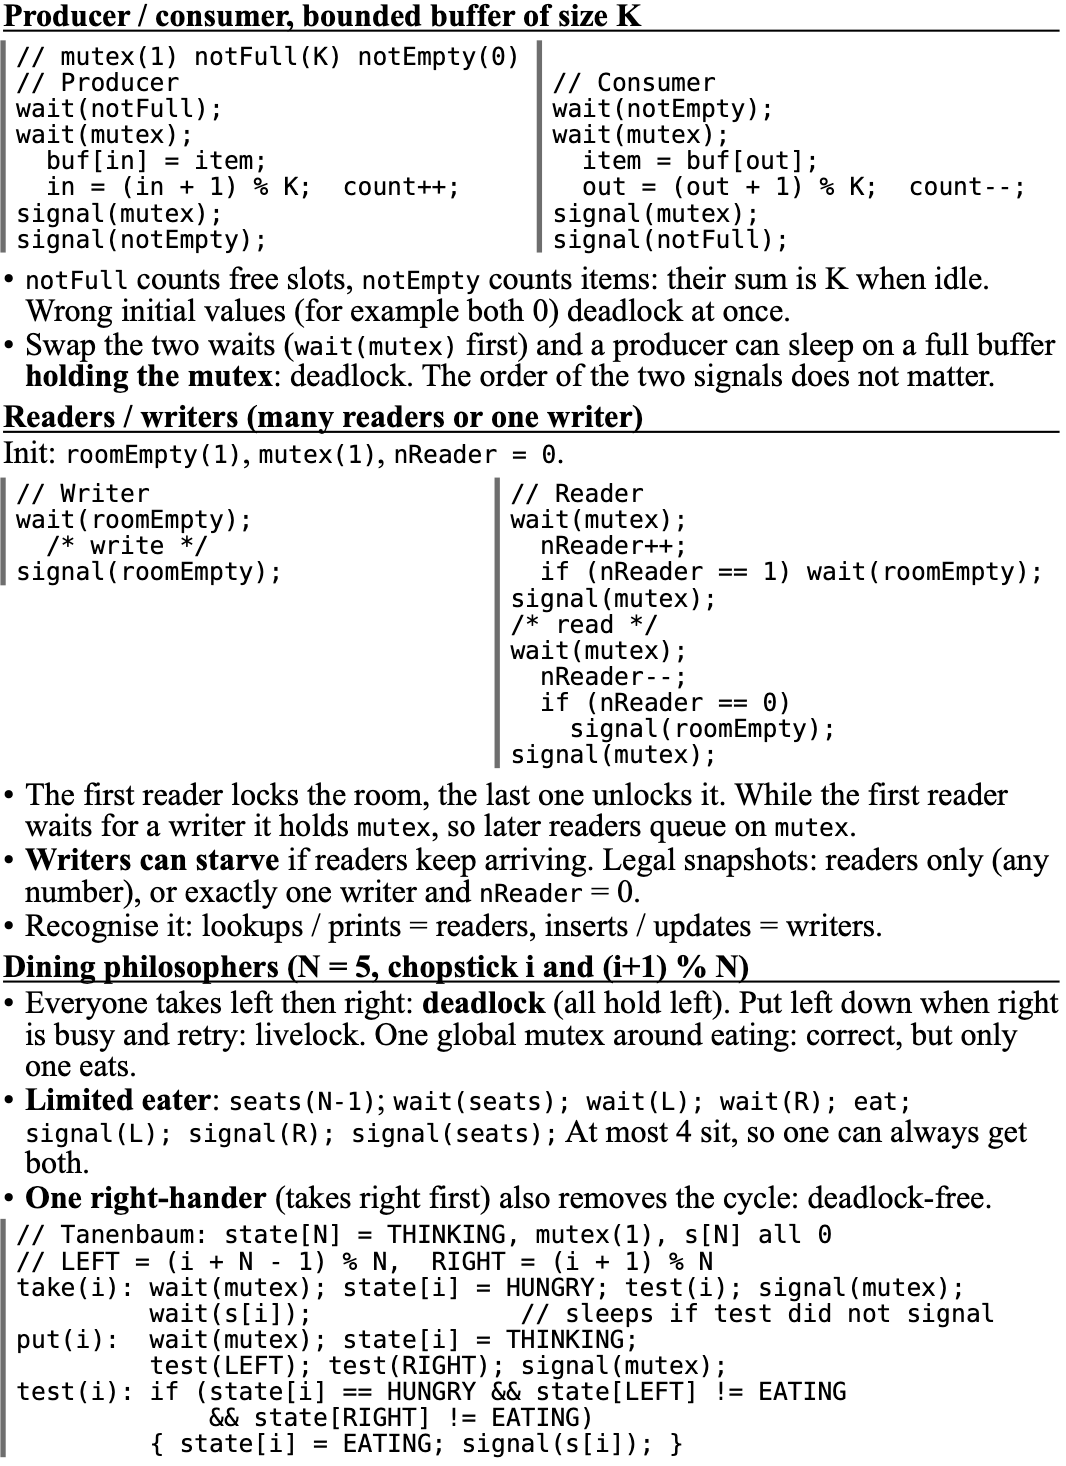 Producer / consumer, bounded buffer of size K
// mutex(1) notFull(K) notEmpty(0)
// Producer
wait(notFull);
wait(mutex);
  buf[in] = item;
  in = (in + 1) % K;  count++;
signal(mutex);
signal(notEmpty);
// Consumer
wait(notEmpty);
wait(mutex);
  item = buf[out];
  out = (out + 1) % K;  count--;
signal(mutex);
signal(notFull);
• notFull counts free slots, notEmpty counts items: their sum is K when idle.
Wrong initial values (for example both 0) deadlock at once.
• Swap the two waits (wait(mutex) first) and a producer can sleep on a full buffer
holding the mutex: deadlock. The order of the two signals does not matter.
Readers / writers (many readers or one writer)
Init: roomEmpty(1), mutex(1), nReader = 0.
// Writer
wait(roomEmpty);
  /* write */
signal(roomEmpty);
// Reader
wait(mutex);
  nReader++;
  if (nReader == 1) wait(roomEmpty);
signal(mutex);
/* read */
wait(mutex);
  nReader--;
  if (nReader == 0)
    signal(roomEmpty);
signal(mutex);
• The first reader locks the room, the last one unlocks it. While the first reader
waits for a writer it holds mutex, so later readers queue on mutex.
• Writers can starve if readers keep arriving. Legal snapshots: readers only (any
number), or exactly one writer and nReader = 0.
• Recognise it: lookups / prints = readers, inserts / updates = writers.
Dining philosophers (N = 5, chopstick i and (i+1) % N)
• Everyone takes left then right: deadlock (all hold left). Put left down when right
is busy and retry: livelock. One global mutex around eating: correct, but only
one eats.
• Limited eater: seats(N-1); wait(seats); wait(L); wait(R); eat;
signal(L); signal(R); signal(seats); At most 4 sit, so one can always get
both.
• One right-hander (takes right first) also removes the cycle: deadlock-free.
// Tanenbaum: state[N] = THINKING, mutex(1), s[N] all 0
// LEFT = (i + N - 1) % N,  RIGHT = (i + 1) % N
take(i): wait(mutex); state[i] = HUNGRY; test(i); signal(mutex);
         wait(s[i]);              // sleeps if test did not signal
put(i):  wait(mutex); state[i] = THINKING;
         test(LEFT); test(RIGHT); signal(mutex);
test(i): if (state[i] == HUNGRY && state[LEFT] != EATING
             && state[RIGHT] != EATING)
         { state[i] = EATING; signal(s[i]); }